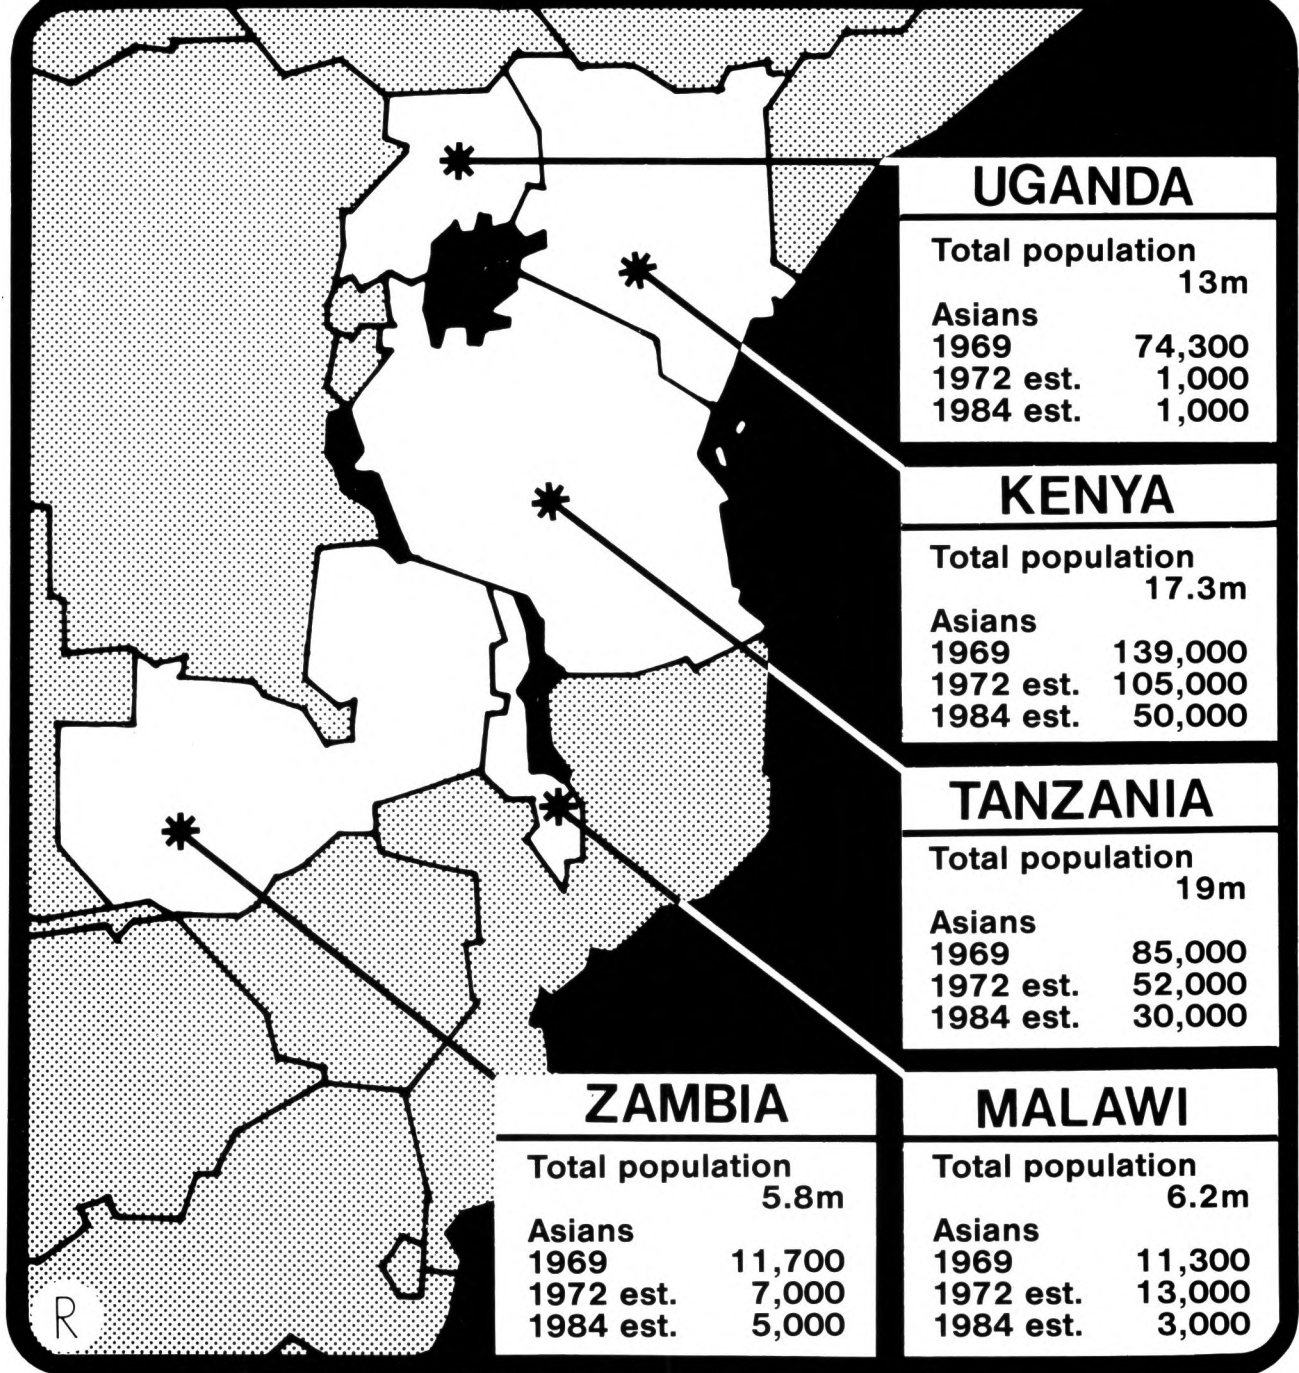 UGANDA
Total population
13m
Asians
1969 74,300
1972 est. 1,000
1984 est. 1,000
KENYA
Total population
17.3m
Asians
1969 139,000
1972 est. 105,000
1984 est. 50,000
TANZANIA
Total population
19m
Asians
1969 85,000
1972 est. 52,000
1984 est. 30,000
ZAMBIA
Total population
5.8m
Asians
1969 11,700
1972 est. 7,000
1984 est. 5,000
MALAWI
Total population
6.2m
Asians
1969 11,300
1972 est. 13,000
1984 est. 3,000
R